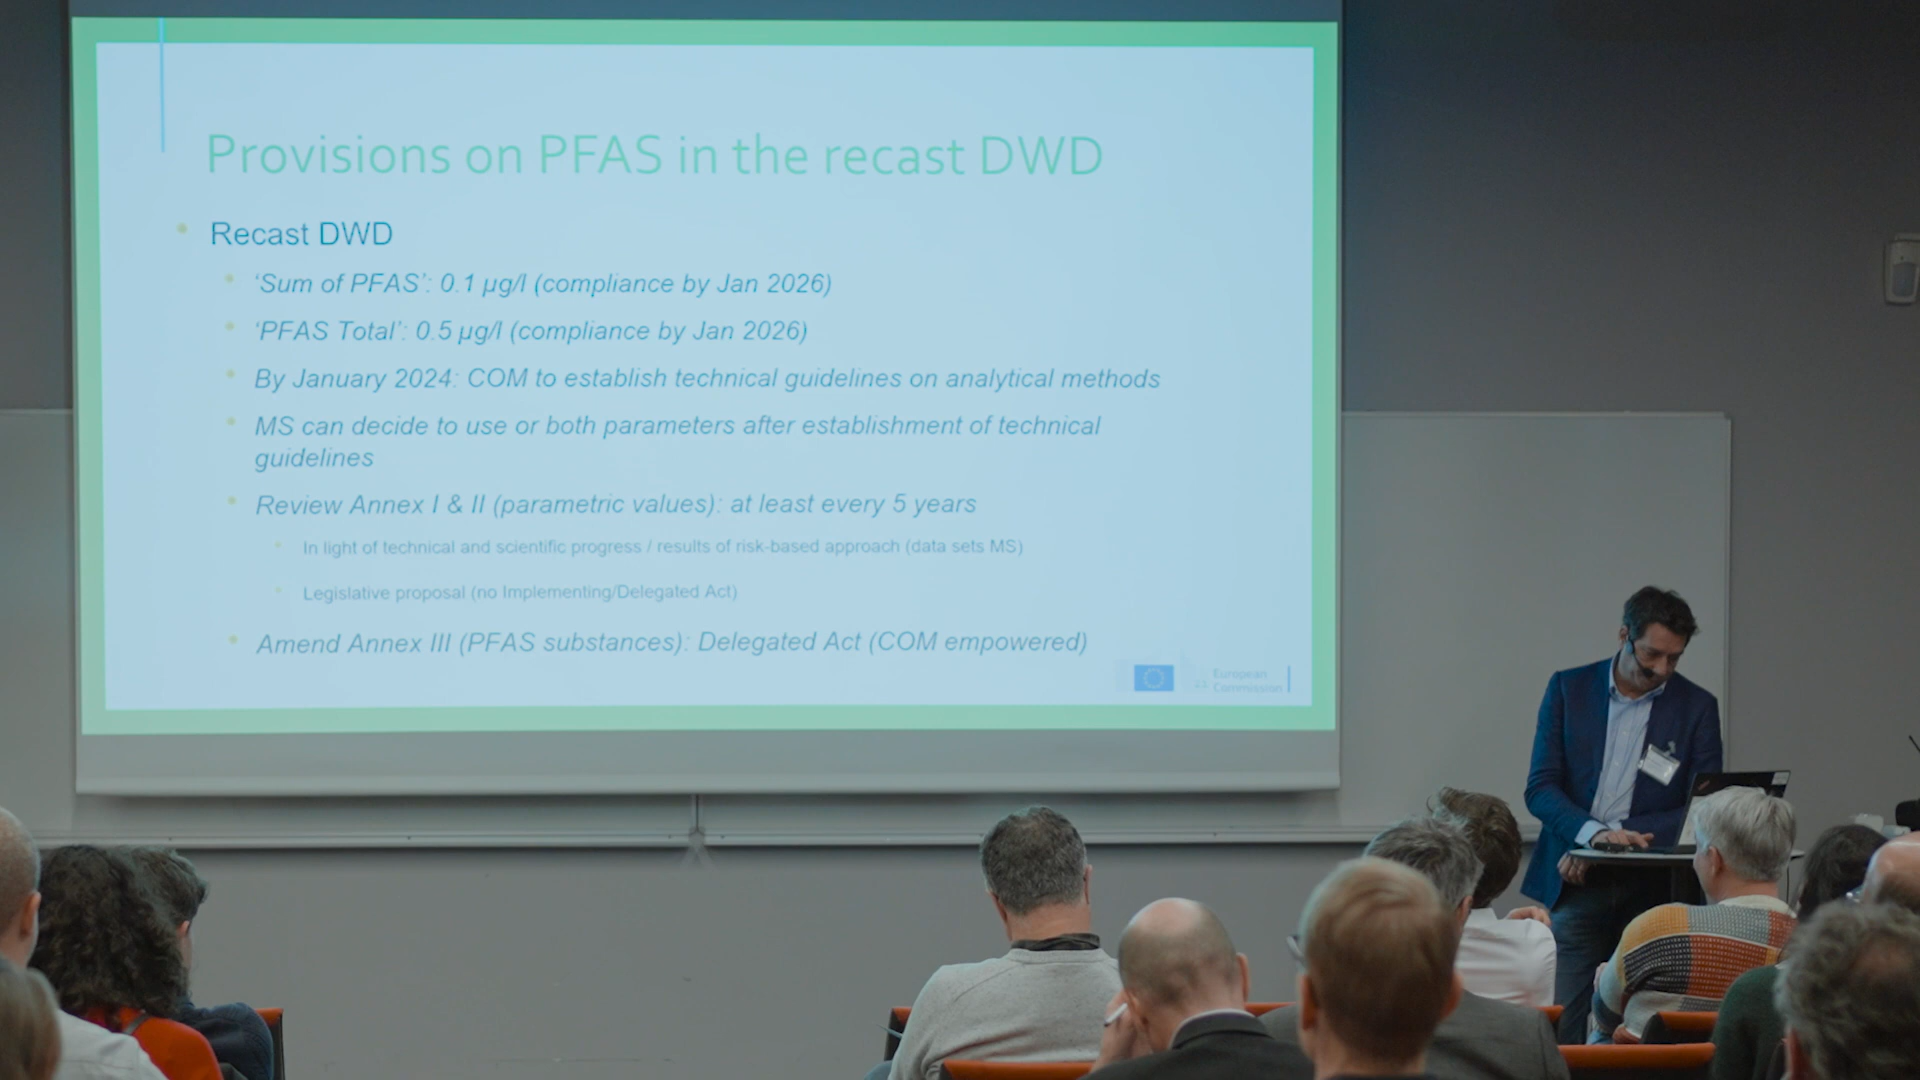 Provisions on PFAS in the recast DWD
Recast DWD
‘Sum of PFAS’: 0.1 µg/l (compliance by Jan 2026)
‘PFAS Total’: 0.5 µg/l (compliance by Jan 2026)
By January 2024: COM to establish technical guidelines on analytical methods
MS can decide to use or both parameters after establishment of technical
guidelines
Review Annex I & II (parametric values): at least every 5 years
In light of technical and scientific progress / results of risk-based approach (data sets MS)
Legislative proposal (no Implementing/Delegated Act)
Amend Annex III (PFAS substances): Delegated Act (COM empowered)
European
Commission